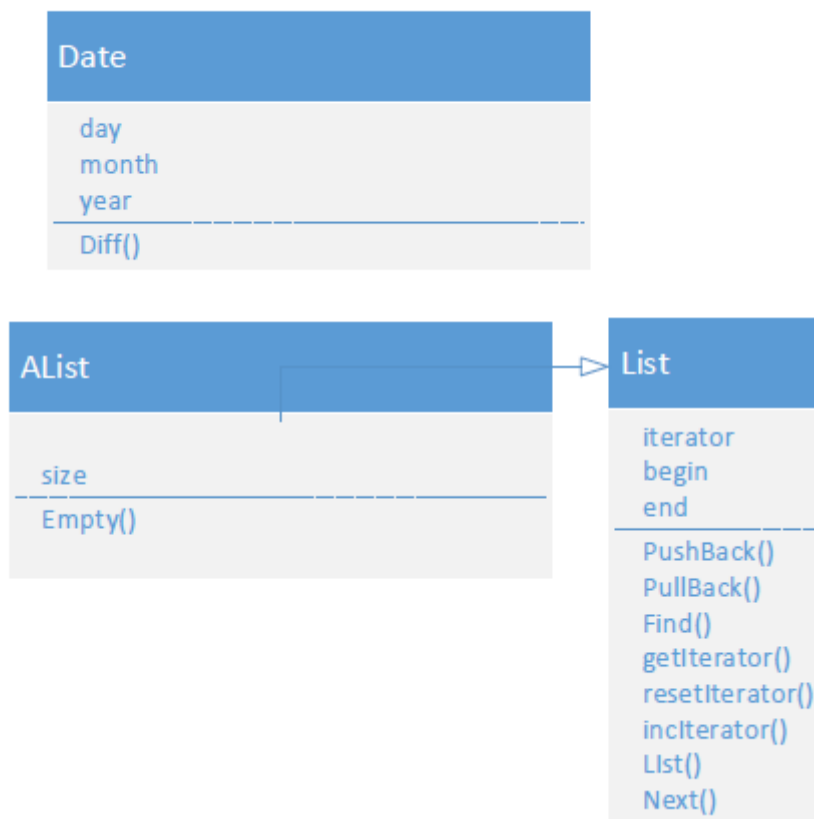 Date
day
month
year
Diff()
AList
size
Empty()
List
iterator
begin
end
PushBack()
PullBack()
Find()
getIterator()
resetIterator()
incIterator()
LIst()
Next()